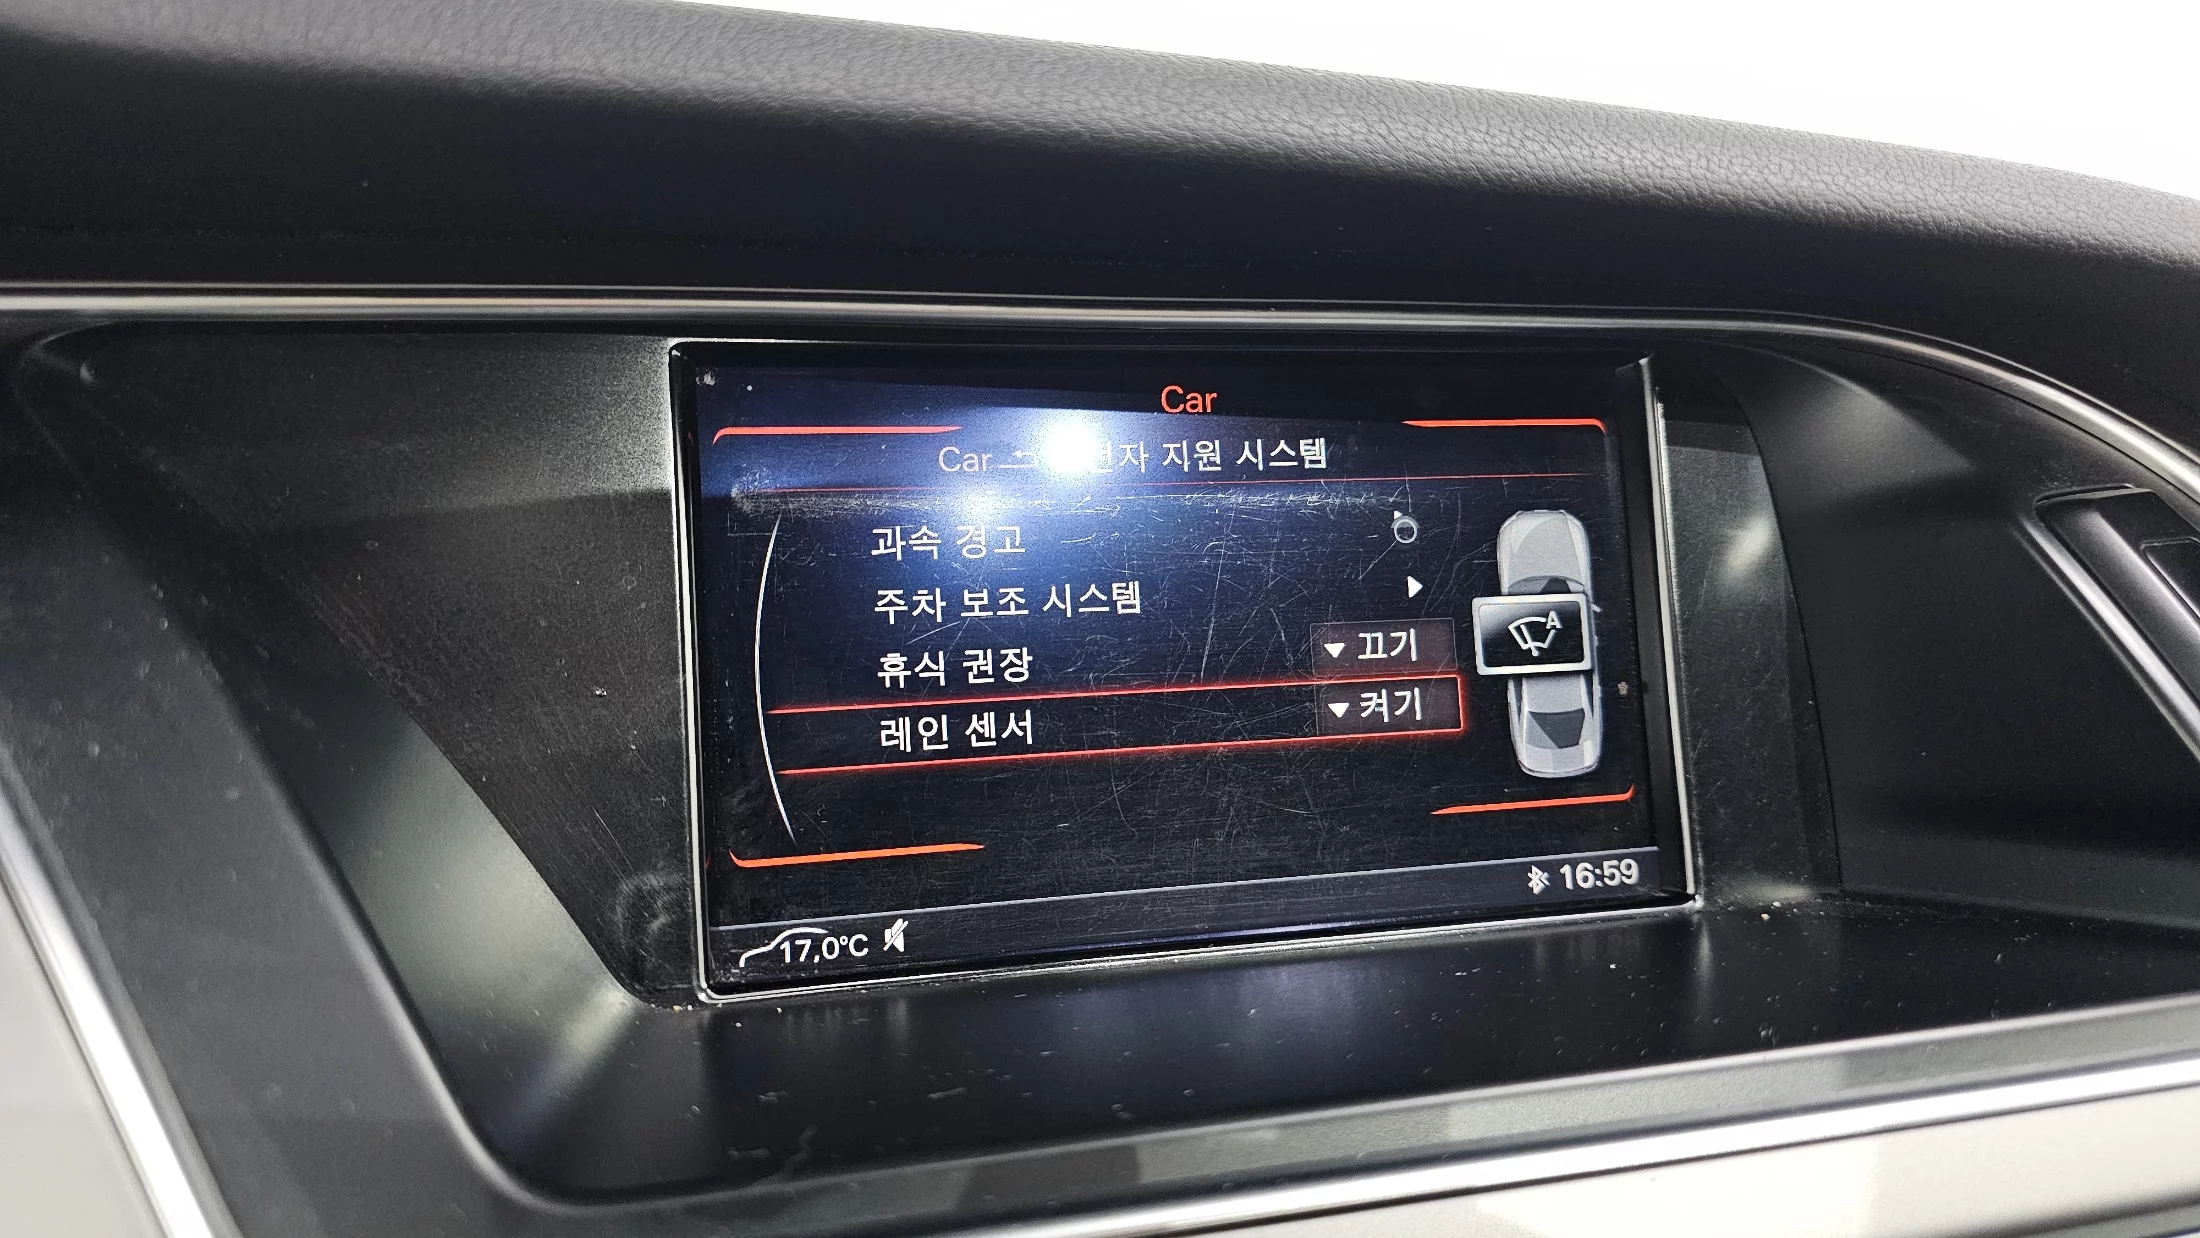 Car
Car 자 지원 시스템
과속 경고
주차 보조 시스템
휴식 권장 끄기
레인 센서 켜기
A
16:59
17,0°C